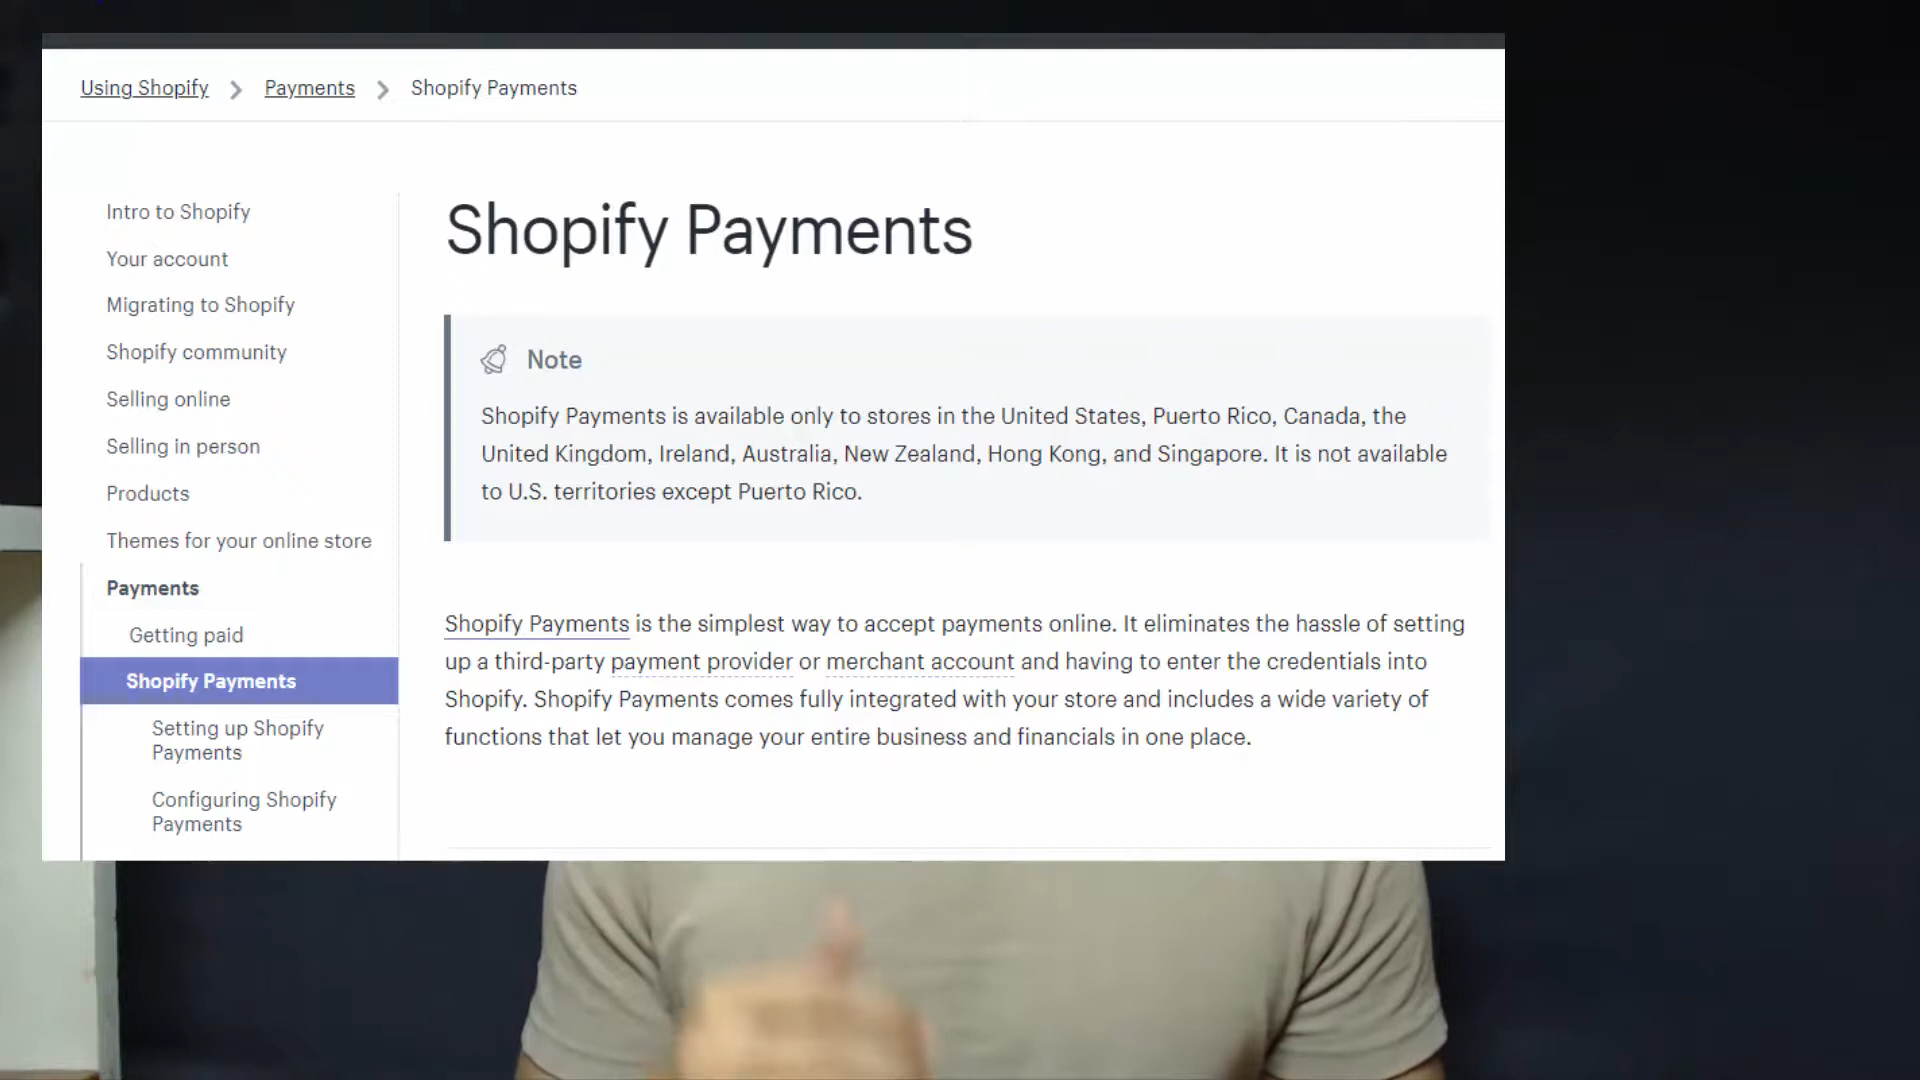 Using Shopify > Payments > Shopify Payments
Intro to Shopify
Your account
Migrating to Shopify
Shopify community
Selling online
Selling in person
Products
Themes for your online store
Payments
Getting paid
Shopify Payments
Setting up Shopify
Payments
Configuring Shopify
Payments
Shopify Payments
Note
Shopify Payments is available only to stores in the United States, Puerto Rico, Canada, the
United Kingdom, Ireland, Australia, New Zealand, Hong Kong, and Singapore. It is not available
to U.S. territories except Puerto Rico.
Shopify Payments is the simplest way to accept payments online. It eliminates the hassle of setting
up a third-party payment provider or merchant account and having to enter the credentials into
Shopify. Shopify Payments comes fully integrated with your store and includes a wide variety of
functions that let you manage your entire business and financials in one place.